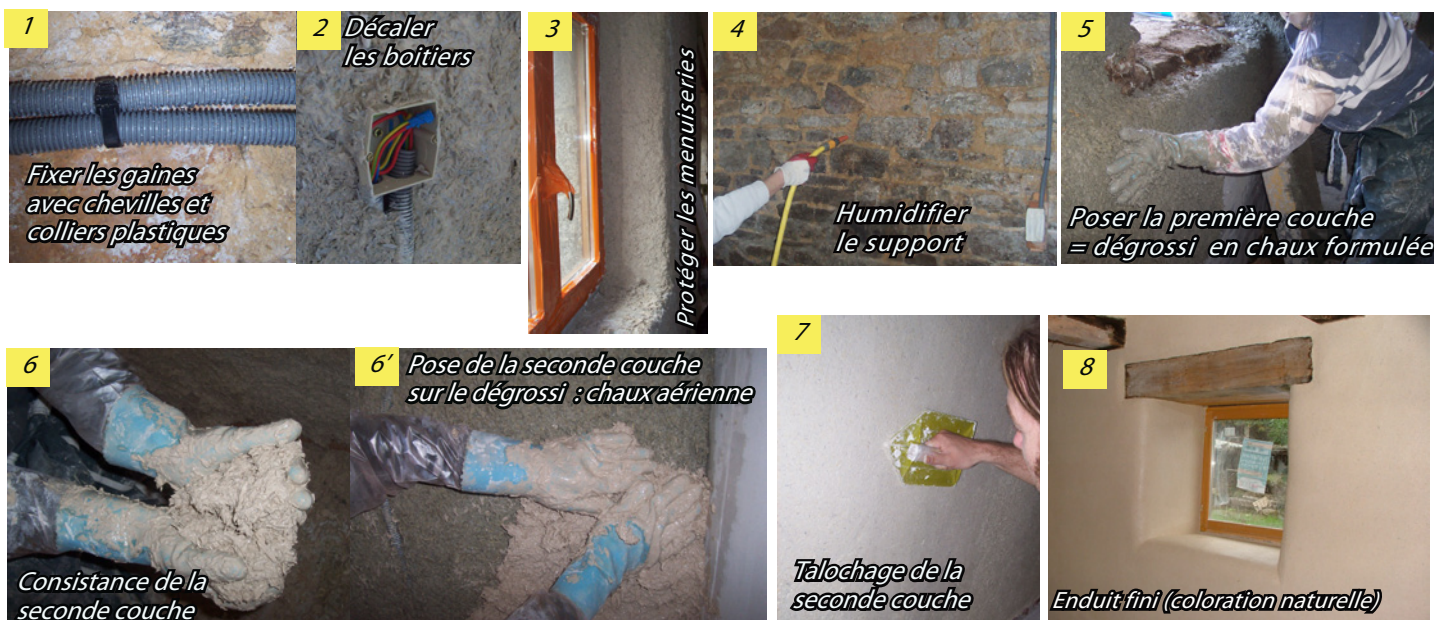 1
Fixer les gaines
avec chevilles et
colliers plastiques
2
Décaler
les boitiers
3
Protéger les menuiseries
4
Humidifier
le support
5
Poser la première couche
= dégrossi en chaux formulée
6
Consistance de la
seconde couche
6'
Pose de la seconde couche
sur le dégrossi : chaux aérienne
7
Talochage de la
seconde couche
8
Enduit fini (coloration naturelle)